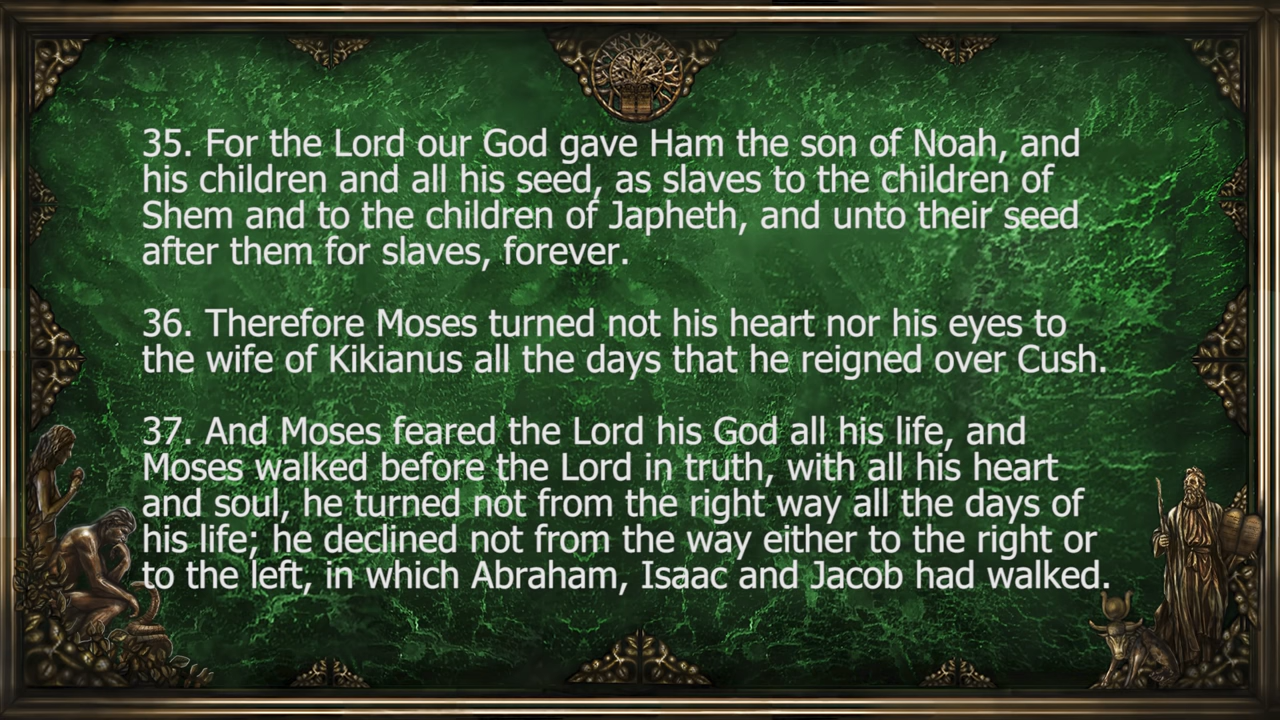 35. For the Lord our God gave Ham the son of Noah, and
his children and all his seed, as slaves to the children of
Shem and to the children of Japheth, and unto their seed
after them for slaves, forever.
36. Therefore Moses turned not his heart nor his eyes to
the wife of Kikianus all the days that he reigned over Cush.
37. And Moses feared the Lord his God all his life, and
Moses walked before the Lord in truth, with all his heart
and soul, he turned not from the right way all the days of
his life; he declined not from the way either to the right or
to the left, in which Abraham, Isaac and Jacob had walked.